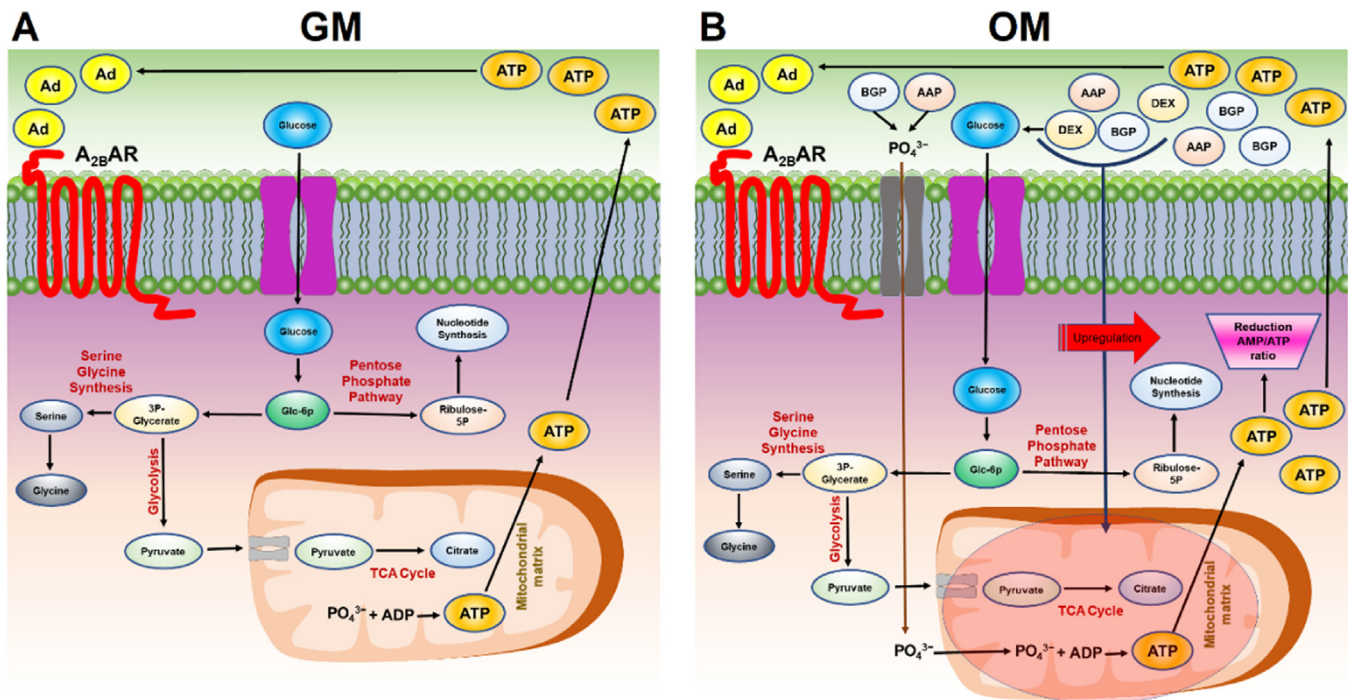 A
GM
Ad
Ad
Ad
ATP
ATP
ATP
A2BAR
Glucose
Glucose
Nucleotide
Synthesis
Serine
Glycine
Synthesis
Pentose
Phosphate
Pathway
Serine
3P-
Glycerate
Glc-6p
Ribulose-
5P
ATP
Glycine
Glycolysis
Pyruvate
Pyruvate
Citrate
TCA Cycle
Mitochondrial
matrix
PO₄³⁻ + ADP
ATP
B
OM
Ad
Ad
Ad
BGP
AAP
Glucose
AAP
DEX
DEX
BGP
ATP
ATP
ATP
BGP
AAP
BGP
PO₄³⁻
A2BAR
Upregulation
Reduction
AMP/ATP
ratio
Glucose
Nucleotide
Synthesis
Serine
Glycine
Synthesis
Pentose
Phosphate
Pathway
ATP
ATP
ATP
Serine
3P-
Glycerate
Glc-6p
Ribulose-
5P
Glycine
Glycolysis
Pyruvate
Pyruvate
Citrate
TCA Cycle
Mitochondrial
matrix
PO₄³⁻
PO₄³⁻ + ADP
ATP